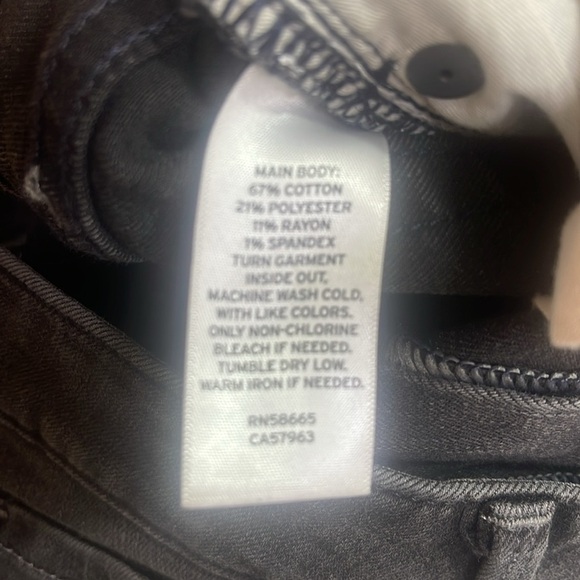 MAIN BODY:
67% COTTON
21% POLYESTER
11% RAYON
1% SPANDEX
TURN GARMENT
INSIDE OUT,
MACHINE WASH COLD,
WITH LIKE COLORS.
ONLY NON-CHLORINE
BLEACH IF NEEDED.
TUMBLE DRY LOW.
WARM IRON IF NEEDED.
RN58665
CA57963